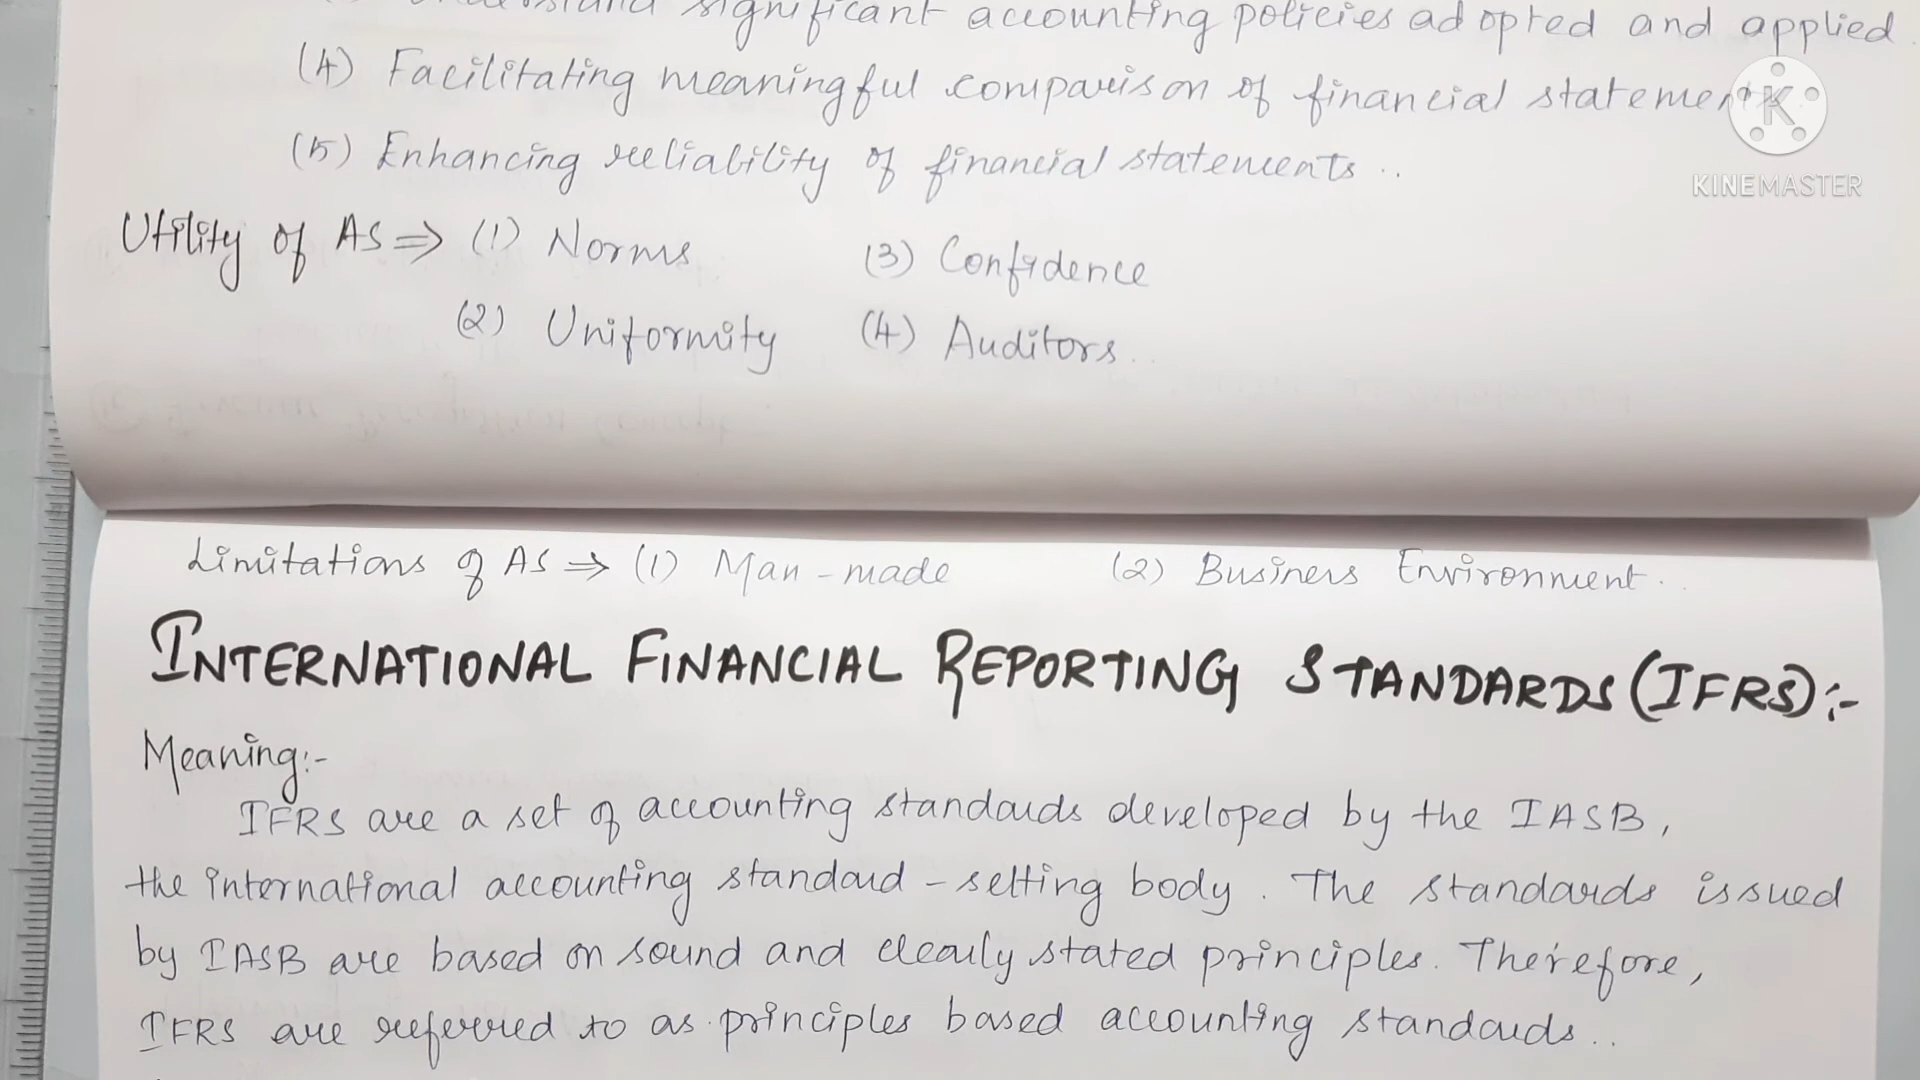 Understand significant accounting policies adopted and applied.
(4) Facilitating meaningful comparison of financial statements
(5) Enhancing reliability of financial statements..
KINEMASTER
Utility of AS ⇒ (1) Norms (3) Confidence
(2) Uniformity (4) Auditors..
Limitations of AS ⇒ (1) Man-made (2) Business Environment..
INTERNATIONAL FINANCIAL REPORTING STANDARDS (IFRS):-
Meaning:-
IFRS are a set of accounting standards developed by the IASB,
the international accounting standard-setting body. The standards issued
by IASB are based on sound and clearly stated principles. Therefore,
IFRS are referred to as principles based accounting standards..